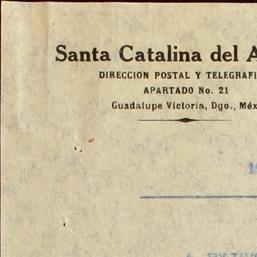 Santa Catalina del A
DIRECCION POSTAL Y TELEGRAFI
APARTADO No. 21
Guadalupe Victoria, Dgo., Méx